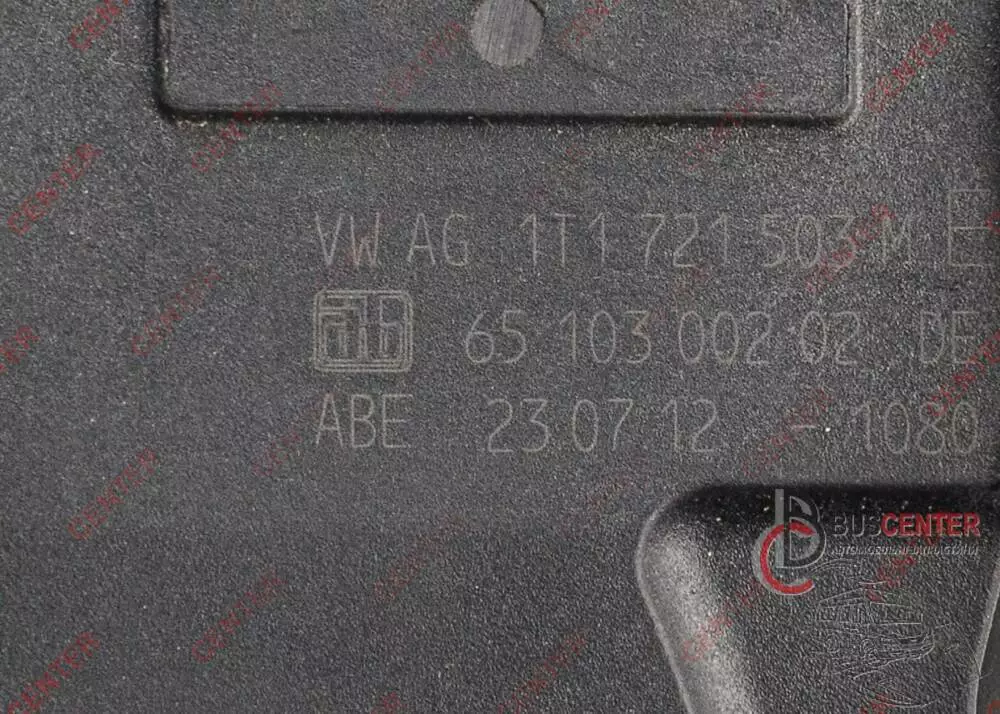 VW AG 1T1 721 503 M E
65 103 002 02 DE
ABE 23 07 12 - 1080
BUSCENTER